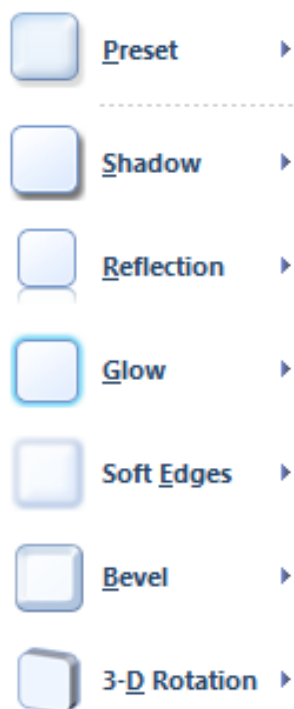 Preset
Shadow
Reflection
Glow
Soft Edges
Bevel
3-D Rotation